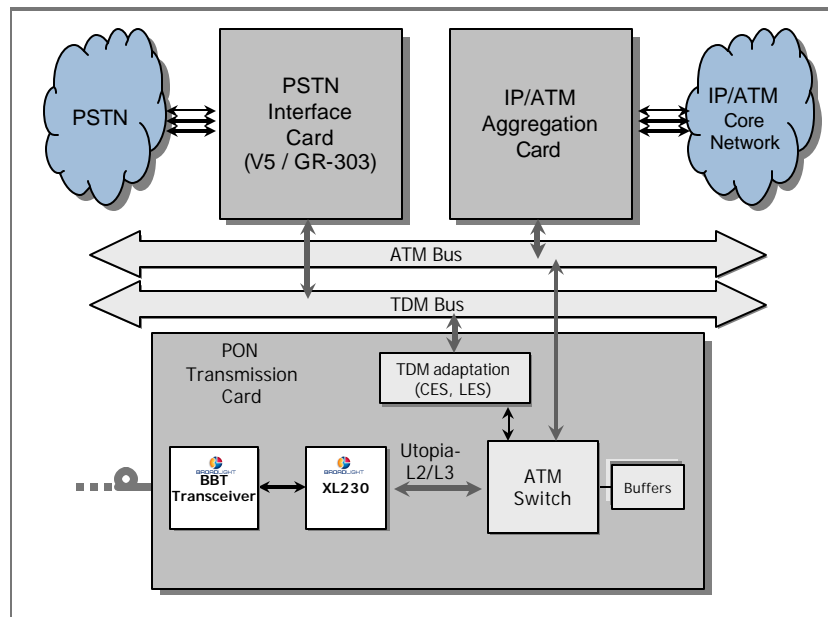 PSTN
PSTN
Interface
Card
(V5 / GR-303)
IP/ATM
Aggregation
Card
IP/ATM
Core
Network
ATM Bus
TDM Bus
PON
Transmission
Card
TDM adaptation
(CES, LES)
BROADLIGHT
BBT
Transceiver
BROADLIGHT
XL230
Utopia-
L2/L3
ATM
Switch
Buffers